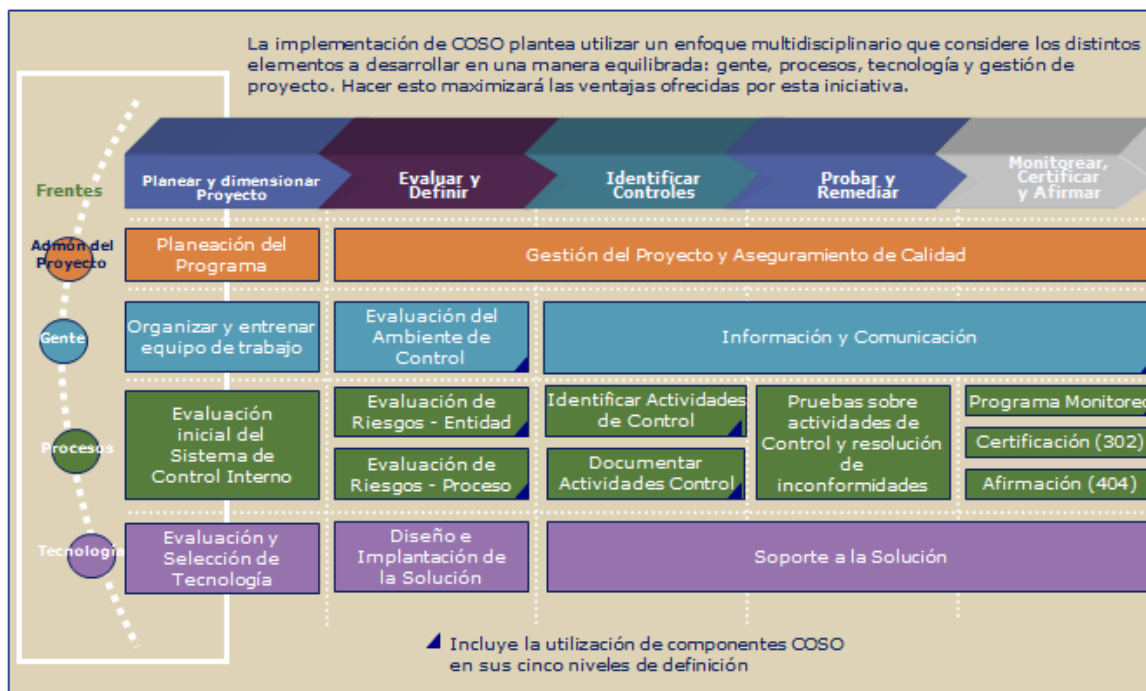 La implementación de COSO plantea utilizar un enfoque multidisciplinario que considere los distintos
elementos a desarrollar en una manera equilibrada: gente, procesos, tecnología y gestión de
proyecto. Hacer esto maximizará las ventajas ofrecidas por esta iniciativa.
Frentes
Planear y dimensionar
Proyecto
Evaluar y
Definir
Identificar
Controles
Probar y
Remediar
Monitorear,
Certificar
y Afirmar
Admón del
Proyecto
Planeación del
Programa
Gestión del Proyecto y Aseguramiento de Calidad
Gente
Organizar y entrenar
equipo de trabajo
Evaluación del
Ambiente de
Control
Información y Comunicación
Procesos
Evaluación
inicial del
Sistema de
Control Interno
Evaluación de
Riesgos - Entidad
Evaluación de
Riesgos - Proceso
Identificar Actividades
de Control
Documentar
Actividades Control
Pruebas sobre
actividades de
Control y resolución
de
inconformidades
Programa Monitoreo
Certificación (302)
Afirmación (404)
Tecnología
Evaluación y
Selección de
Tecnología
Diseño e
Implantación de
la Solución
Soporte a la Solución
Incluye la utilización de componentes COSO
en sus cinco niveles de definición